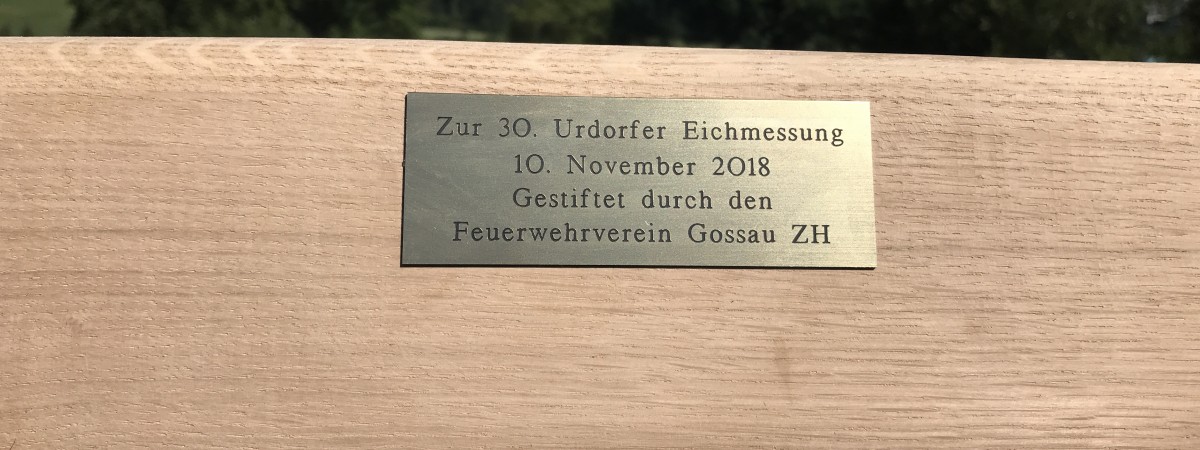 Zur 30. Urdorfer Eichmessung
10. November 2018
Gestiftet durch den
Feuerwehrverein Gossau ZH